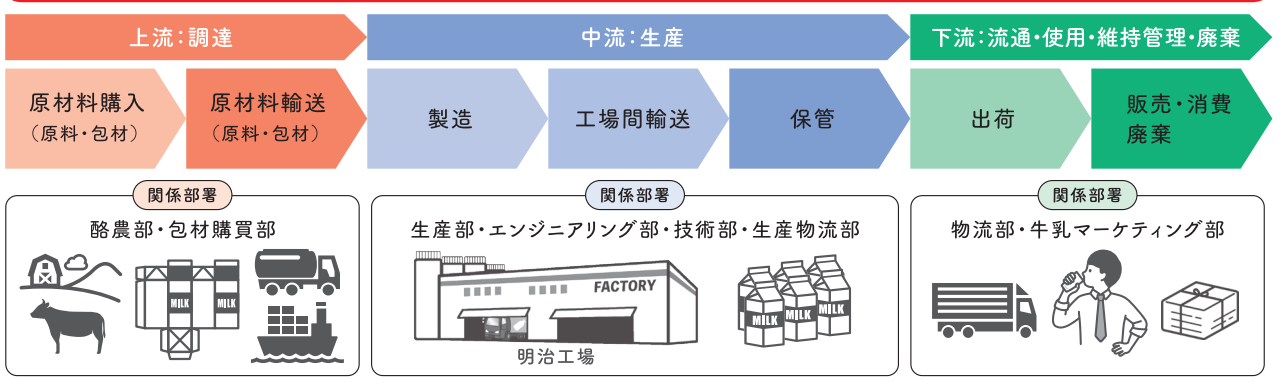 上流：調達
中流：生産
下流：流通・使用・維持管理・廃棄
原材料購入
（原料・包材）
原材料輸送
（原料・包材）
製造
工場間輸送
保管
出荷
販売・消費
廃棄
関係部署
酪農部・包材購買部
MILK
MILK
関係部署
生産部・エンジニアリング部・技術部・生産物流部
FACTORY
明治工場
MILK
MILK
MILK
関係部署
物流部・牛乳マーケティング部